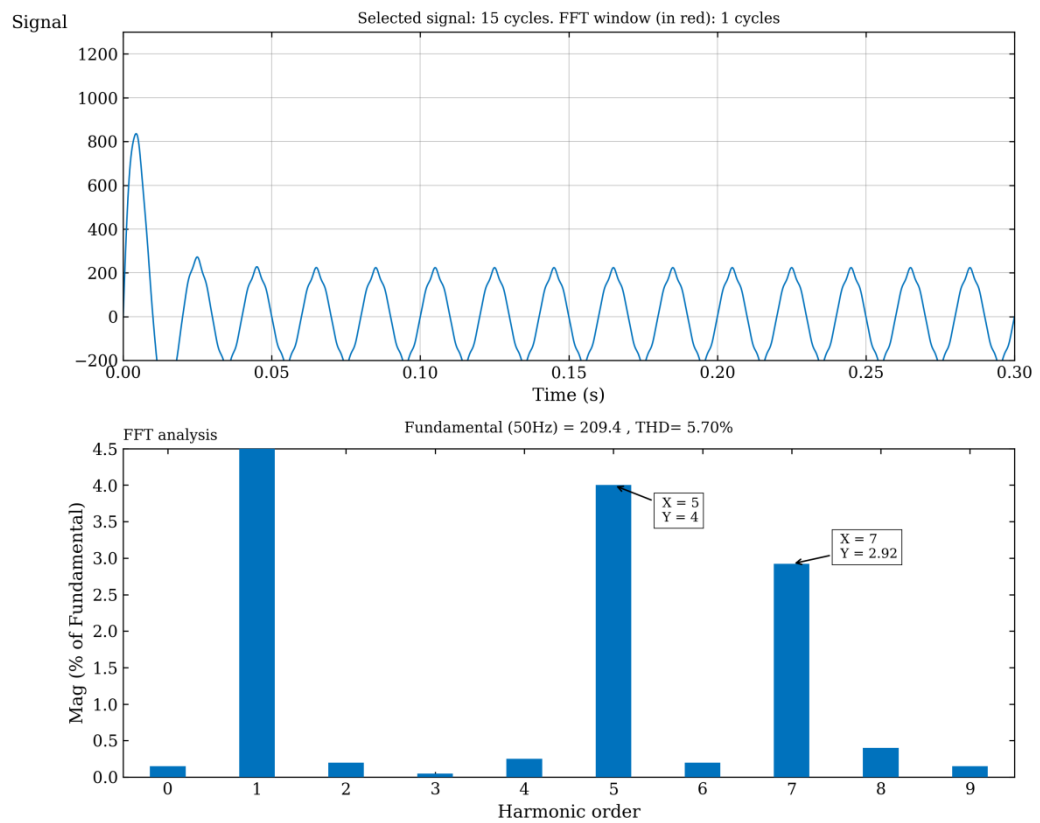 Signal
Selected signal: 15 cycles. FFT window (in red): 1 cycles
1200
1000
800
600
400
200
0
−200
0.00 0.05 0.10 0.15 0.20 0.25 0.30
Time (s)
FFT analysis
Fundamental (50Hz) = 209.4 , THD= 5.70%
Mag (% of Fundamental)
4.5
4.0
3.5
3.0
2.5
2.0
1.5
1.0
0.5
0.0
X = 5
Y = 4
X = 7
Y = 2.92
0 1 2 3 4 5 6 7 8 9
Harmonic order